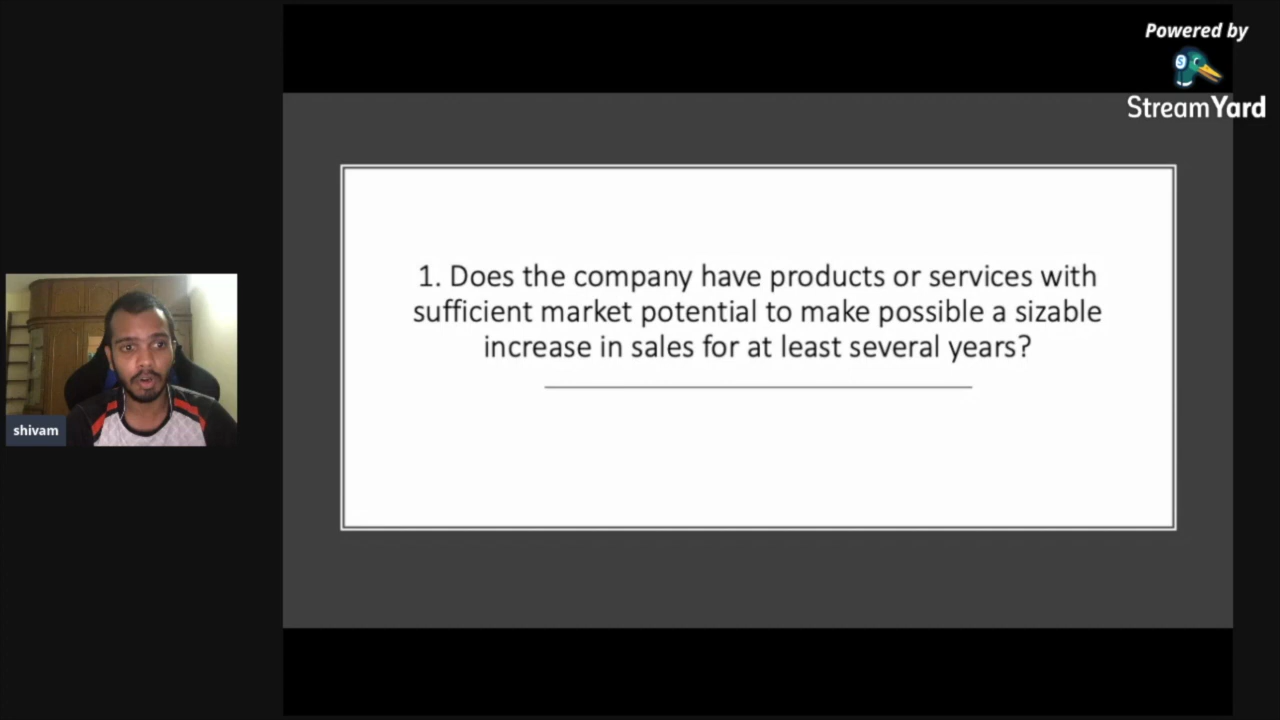 Powered by
StreamYard
1. Does the company have products or services with
sufficient market potential to make possible a sizable
increase in sales for at least several years?
shivam